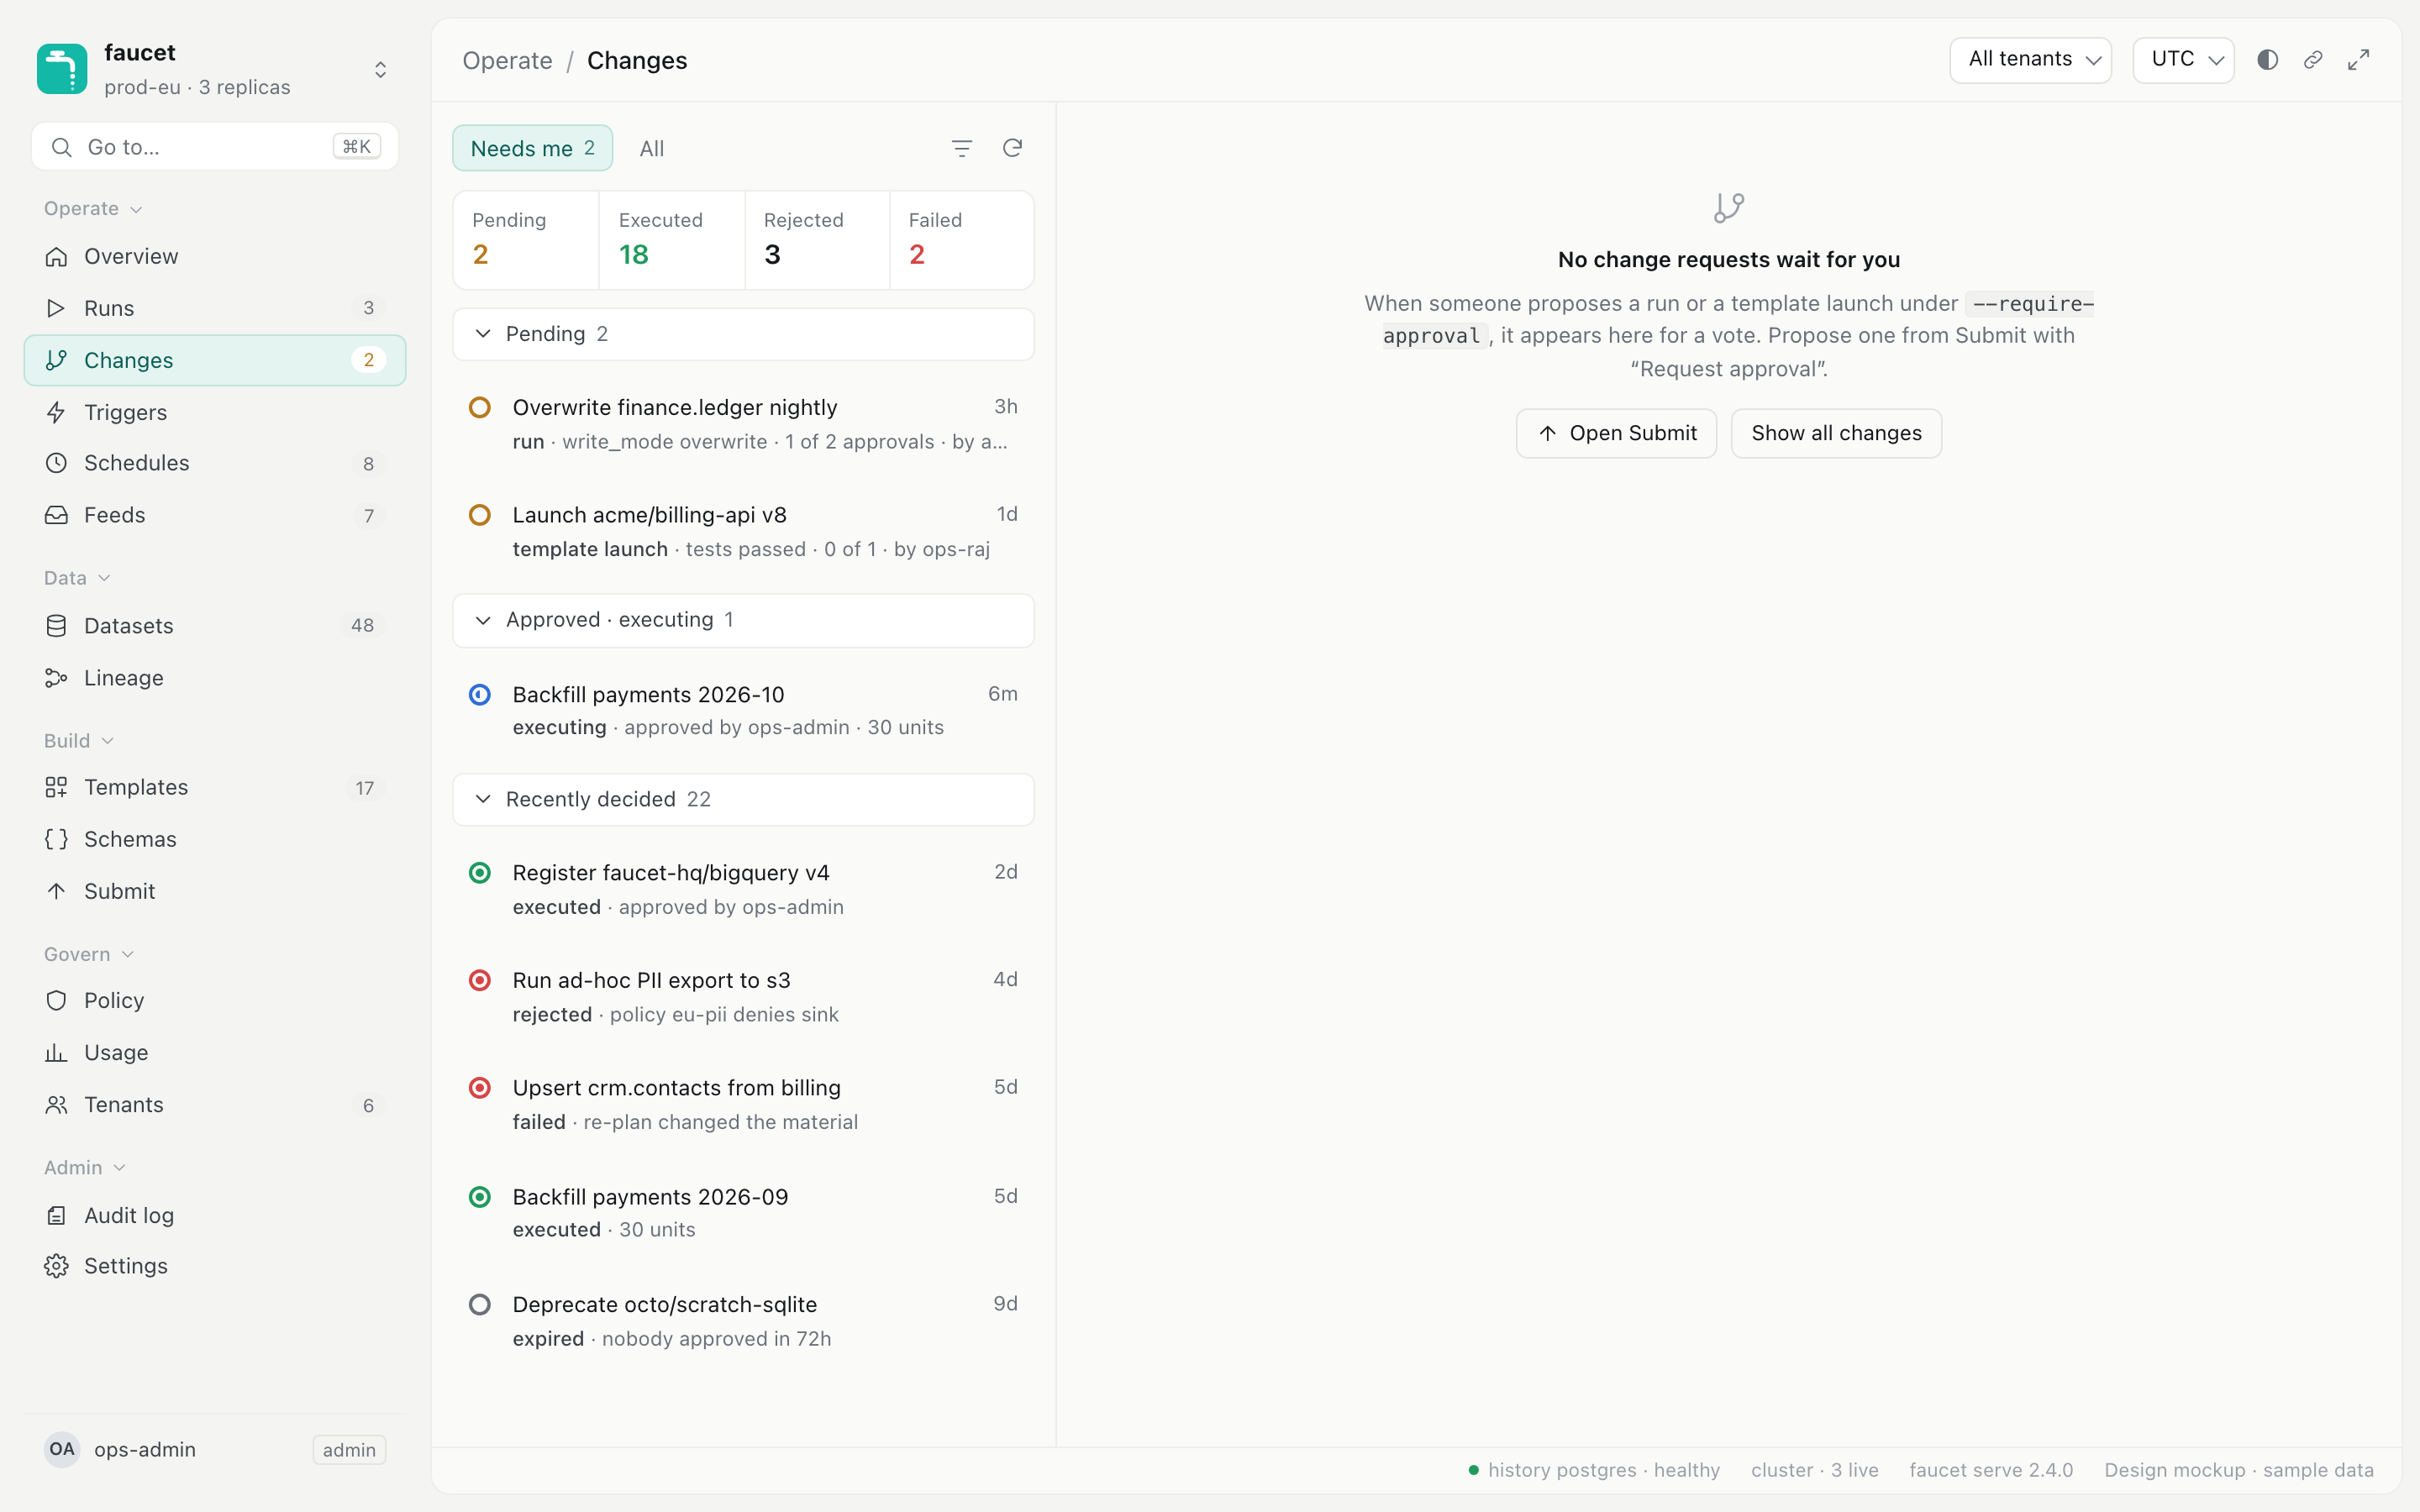 faucet
prod-eu · 3 replicas
Go to...
⌘K
Operate
Overview
Runs 3
Changes 2
Triggers
Schedules 8
Feeds 7
Data
Datasets 48
Lineage
Build
Templates 17
Schemas
Submit
Govern
Policy
Usage
Tenants 6
Admin
Audit log
Settings
OA ops-admin admin
Operate / Changes
All tenants
UTC
Needs me 2
All
Pending
2
Executed
18
Rejected
3
Failed
2
Pending 2
Overwrite finance.ledger nightly 3h
run · write_mode overwrite · 1 of 2 approvals · by a...
Launch acme/billing-api v8 1d
template launch · tests passed · 0 of 1 · by ops-raj
Approved · executing 1
Backfill payments 2026-10 6m
executing · approved by ops-admin · 30 units
Recently decided 22
Register faucet-hq/bigquery v4 2d
executed · approved by ops-admin
Run ad-hoc PII export to s3 4d
rejected · policy eu-pii denies sink
Upsert crm.contacts from billing 5d
failed · re-plan changed the material
Backfill payments 2026-09 5d
executed · 30 units
Deprecate octo/scratch-sqlite 9d
expired · nobody approved in 72h
No change requests wait for you
When someone proposes a run or a template launch under --require-
approval, it appears here for a vote. Propose one from Submit with
“Request approval”.
Open Submit
Show all changes
history postgres · healthy
cluster · 3 live
faucet serve 2.4.0
Design mockup · sample data